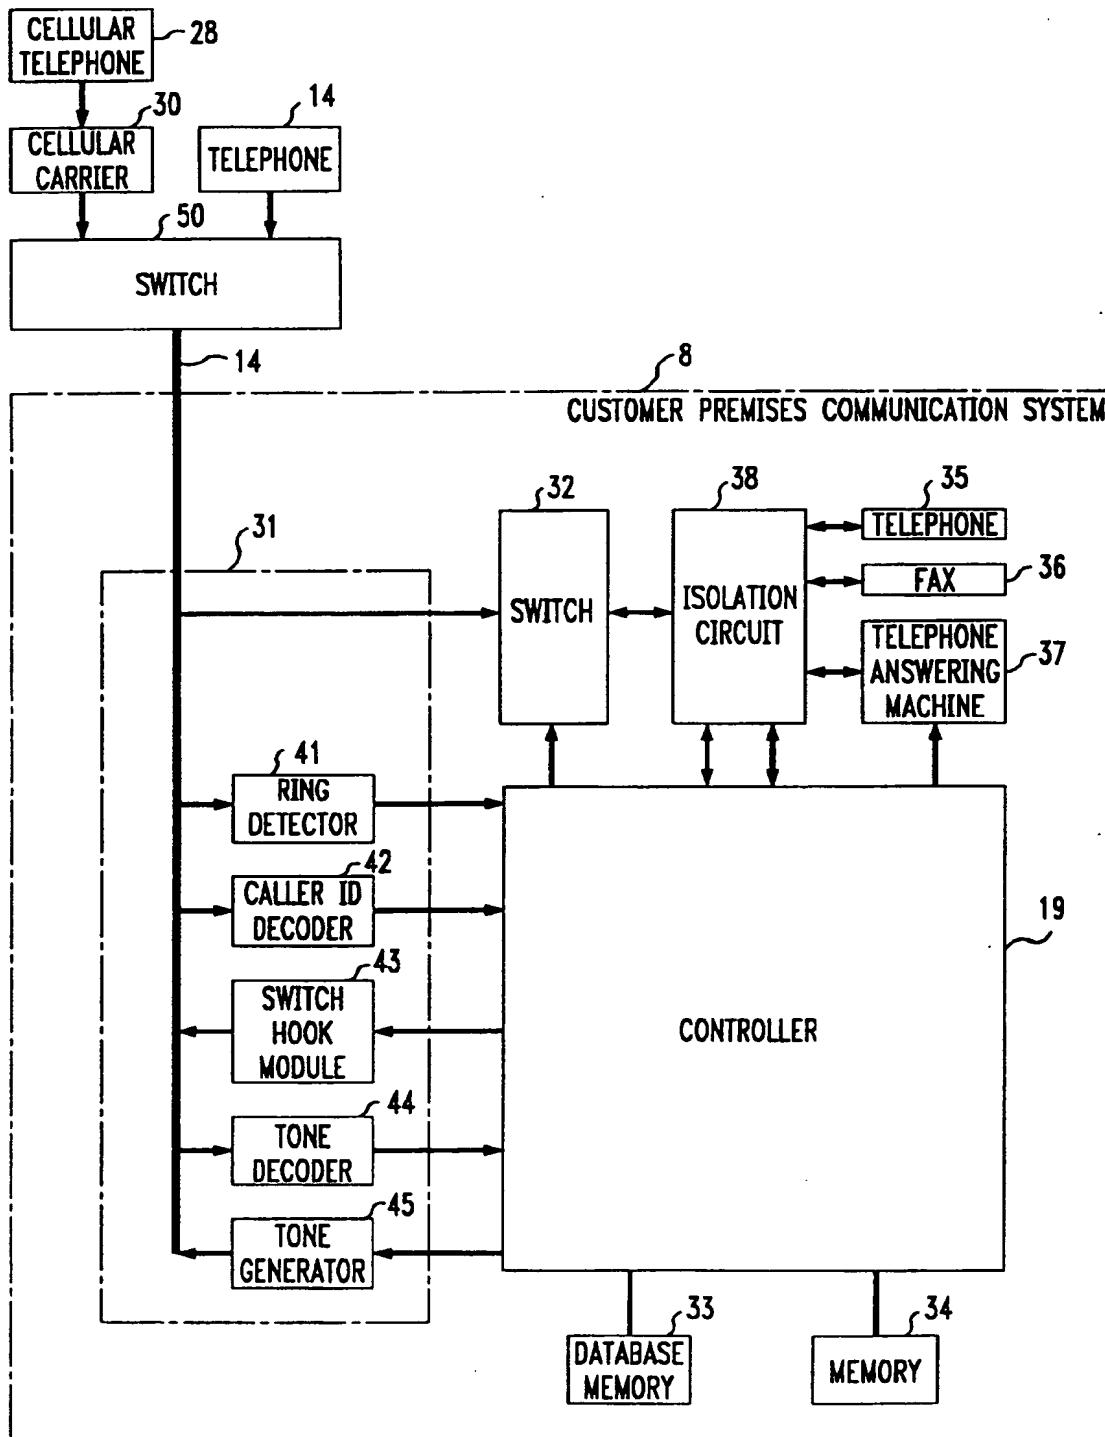 CELLULAR
TELEPHONE
28
30
14
CELLULAR
CARRIER
TELEPHONE
50
SWITCH
14
8
CUSTOMER PREMISES COMMUNICATION SYSTEM
32
38
35
TELEPHONE
31
36
FAX
SWITCH
ISOLATION
CIRCUIT
TELEPHONE
ANSWERING
MACHINE
37
41
RING
DETECTOR
42
CALLER ID
DECODER
19
43
SWITCH
HOOK
MODULE
CONTROLLER
44
TONE
DECODER
45
TONE
GENERATOR
33
34
DATABASE
MEMORY
MEMORY